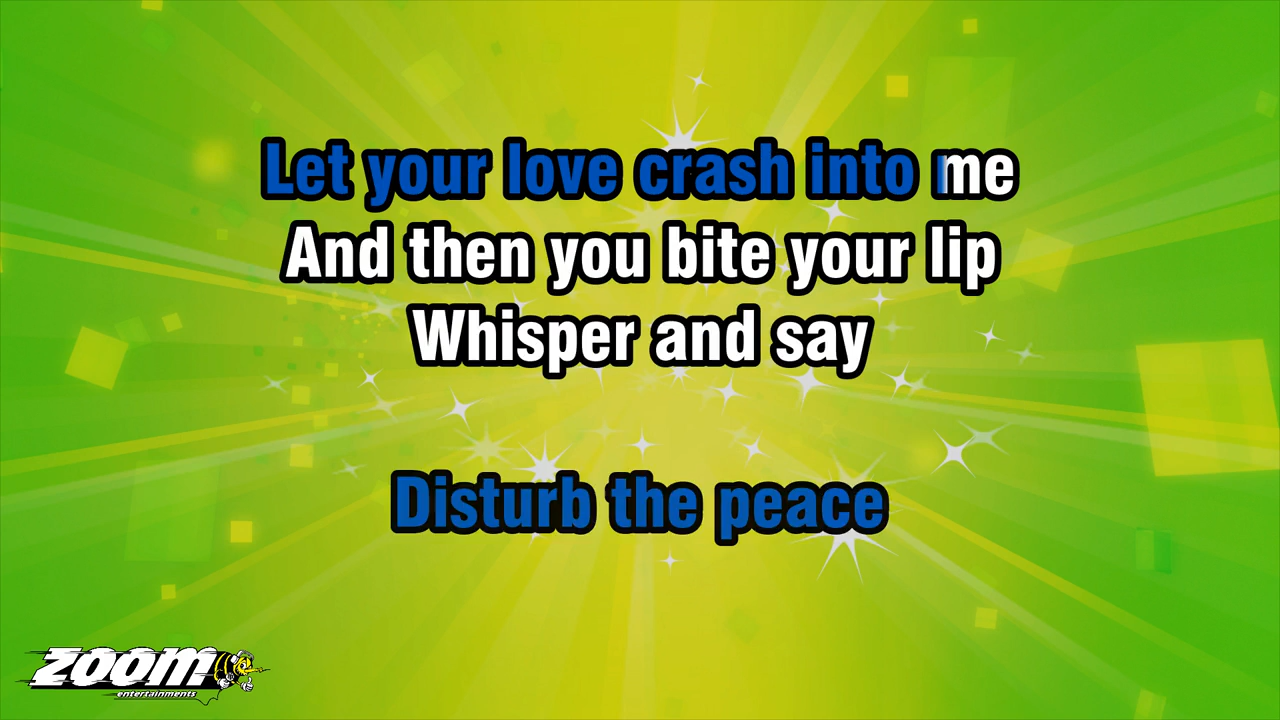 Let your love crash into me
And then you bite your lip
Whisper and say
Disturb the peace
zoom
entertainments